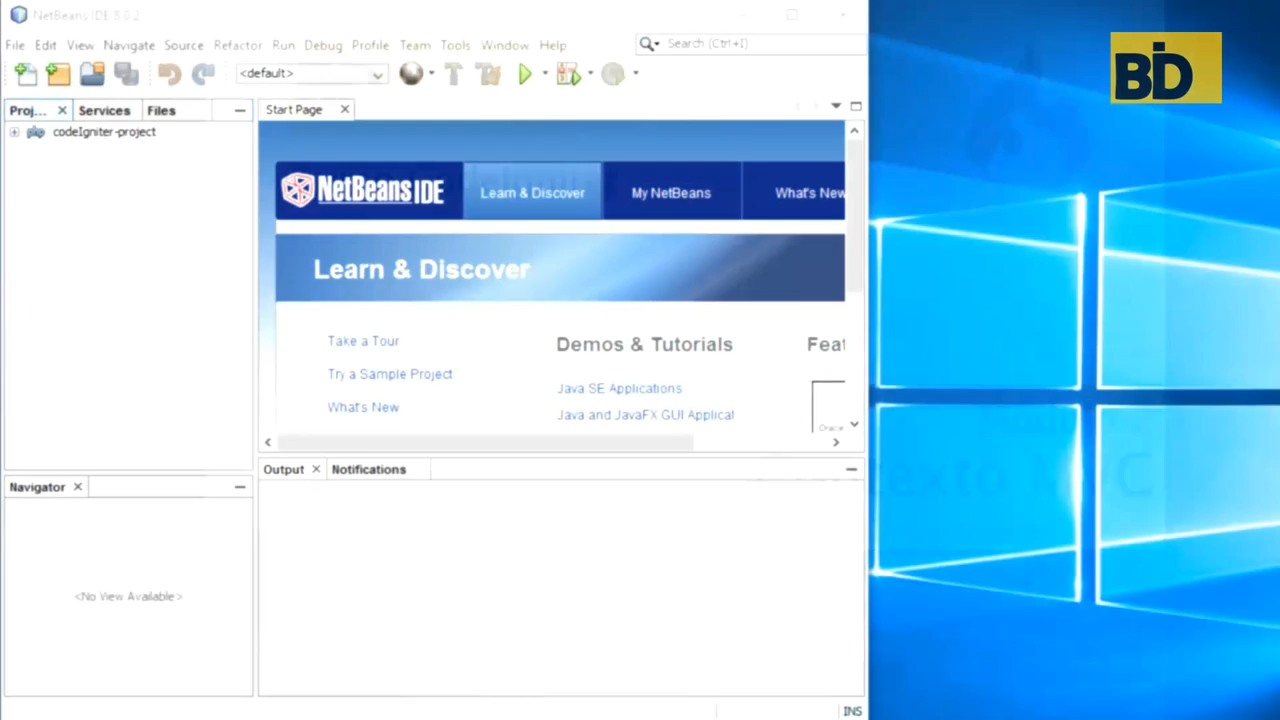 NetBeans IDE 8.0.2
BiD
File Edit View Navigate Source Refactor Run Debug Profile Team Tools Window Help
Search (Ctrl+I)
<default>
Proj... Services Files
Start Page
codeIgniter-project
NetBeans IDE
Learn & Discover
My NetBeans
What's New
Learn & Discover
Take a Tour
Demos & Tutorials
Feat
Try a Sample Project
Java SE Applications
What's New
Java and JavaFX GUI Applicat
Oracle
Output Notifications
Navigator
<No View Available>
INS